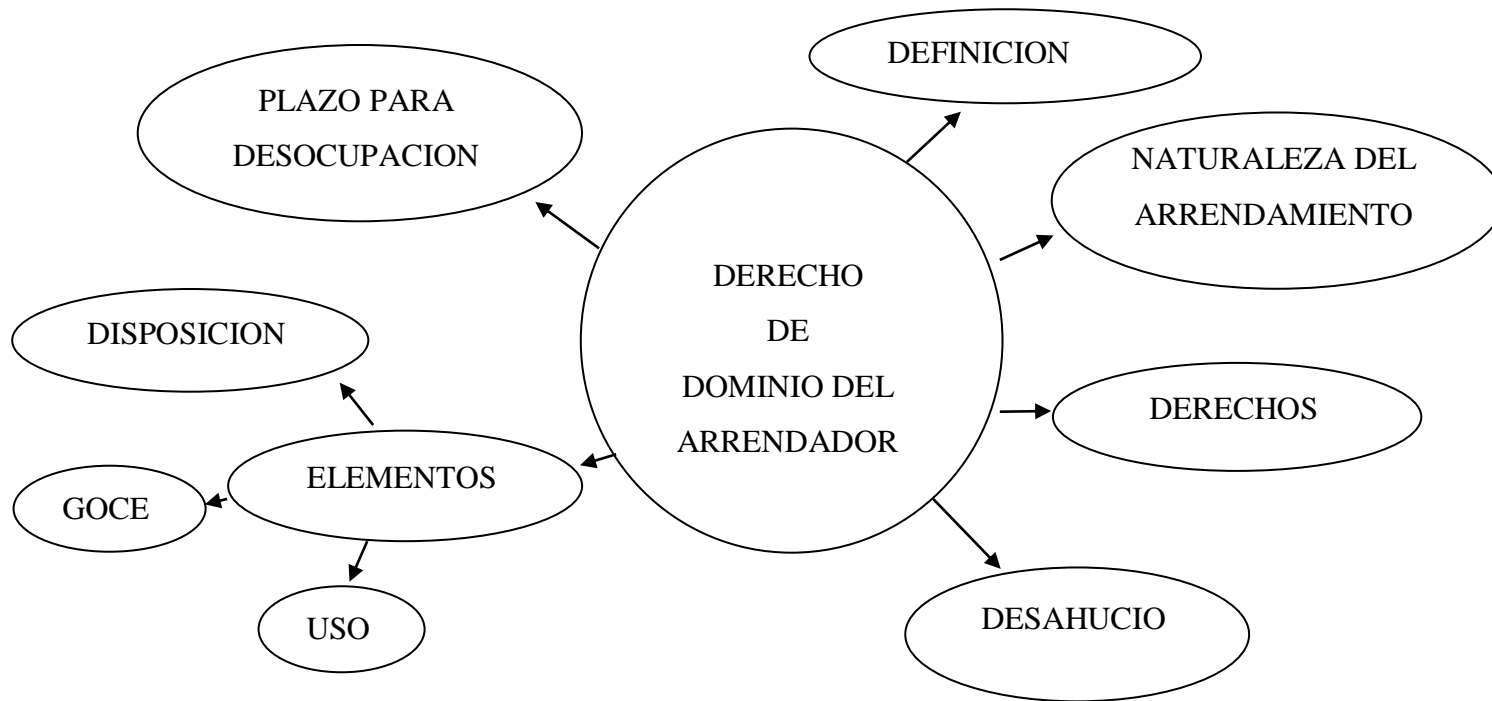 DEFINICION
PLAZO PARA
DESOCUPACION
NATURALEZA DEL
ARRENDAMIENTO
DERECHO
DE
DOMINIO DEL
ARRENDADOR
DISPOSICION
DERECHOS
ELEMENTOS
GOCE
USO
DESAHUCIO